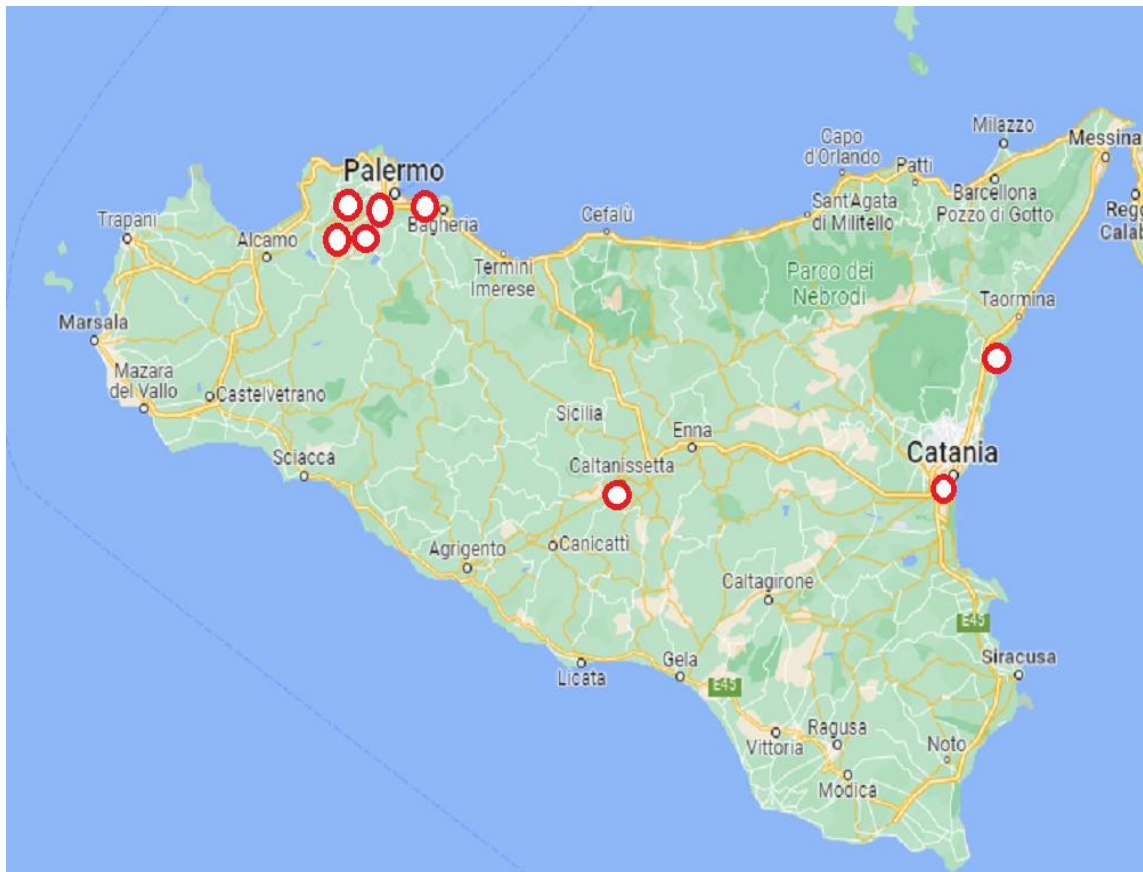 Milazzo
Messina
Capo
d'Orlando
Patti
Palermo
Barcellona
Pozzo di Gotto
Sant'Agata
di Militello
Regg
Calab
Bagheria
Cefalù
Trapani
Alcamo
Termini
Imerese
Parco dei
Nebrodi
Taormina
Marsala
Mazara
del Vallo
Castelvetrano
Sicilia
Enna
Catania
Sciacca
Caltanissetta
Agrigento
Canicattì
Caltagirone
E45
Siracusa
Gela
Licata
E45
Ragusa
Vittoria
Noto
Modica